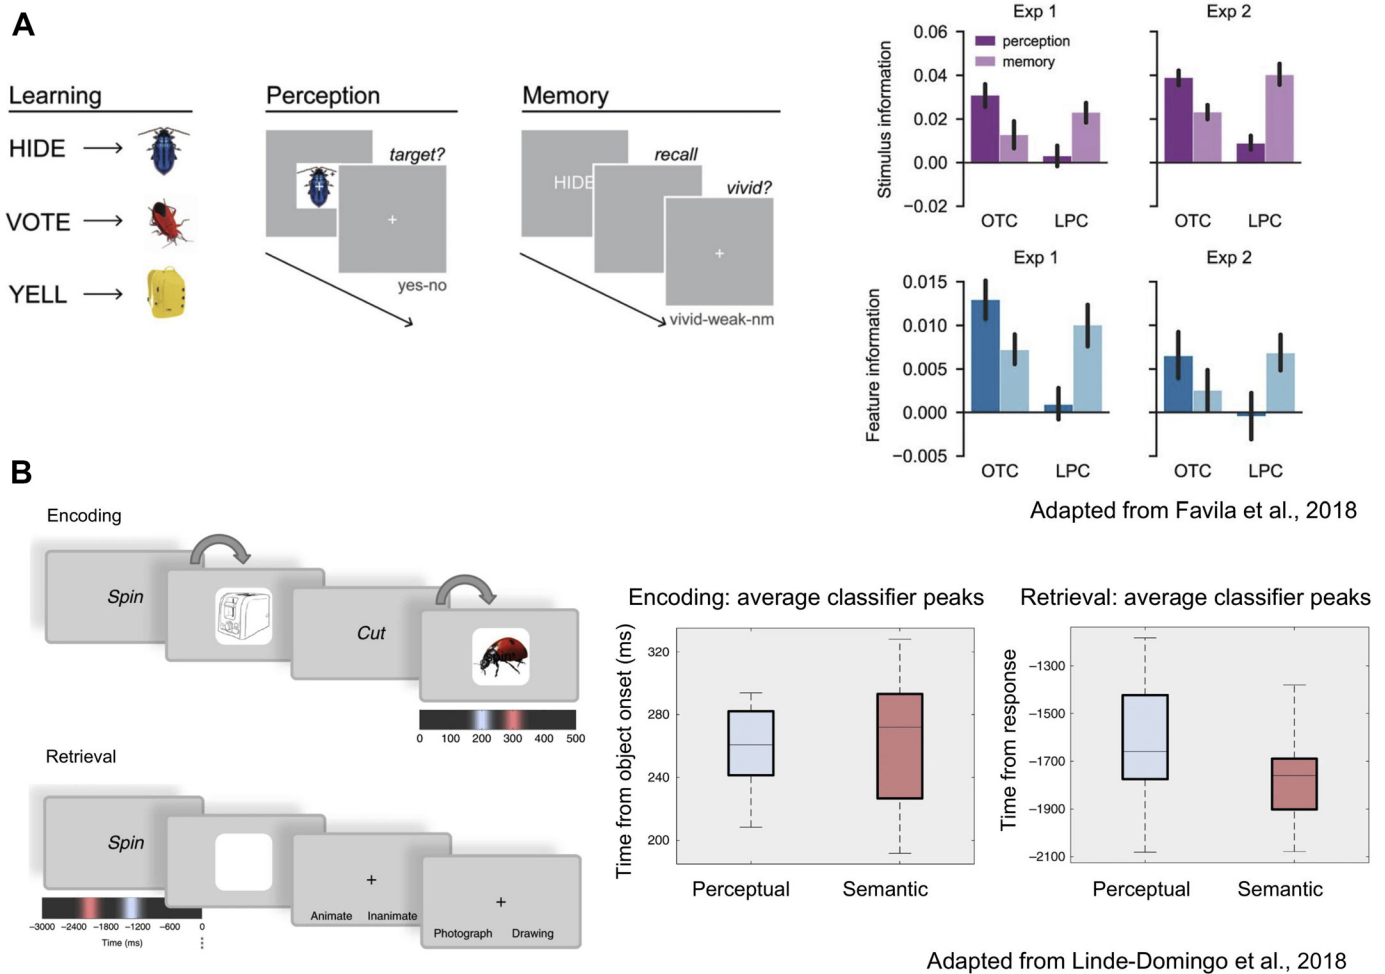 A
Learning
HIDE
VOTE
YELL
Perception
target?
yes-no
Memory
HIDE
recall
vivid?
vivid-weak-nm
Exp 1
Exp 2
perception
memory
Stimulus information
0.06
0.04
0.02
0.00
−0.02
OTC LPC
OTC LPC
Exp 1
Exp 2
Feature information
0.015
0.010
0.005
0.000
−0.005
OTC LPC
OTC LPC
Adapted from Favila et al., 2018
B
Encoding
Spin
Cut
0 100 200 300 400 500
Retrieval
Spin
Animate Inanimate
Photograph Drawing
−3000 −2400 −1800 −1200 −600 0
Time (ms)
Encoding: average classifier peaks
Time from object onset (ms)
320
280
240
200
Perceptual Semantic
Retrieval: average classifier peaks
Time from response
−1300
−1500
−1700
−1900
−2100
Perceptual Semantic
Adapted from Linde-Domingo et al., 2018